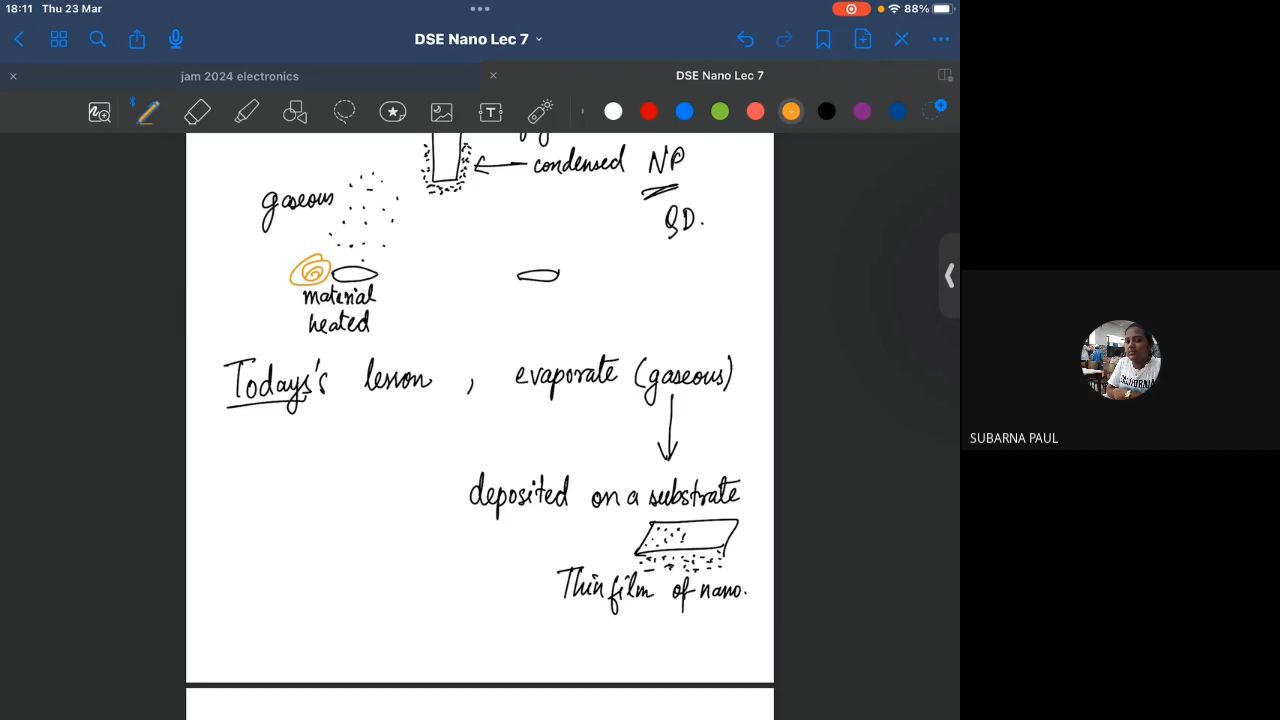 18:11 Thu 23 Mar
88%
DSE Nano Lec 7
jam 2024 electronics
DSE Nano Lec 7
condensed NP
gaseous
QD.
material
heated
Todays's lesson , evaporate (gaseous)
deposited on a substrate
Thin film of nano.
SUBARNA PAUL